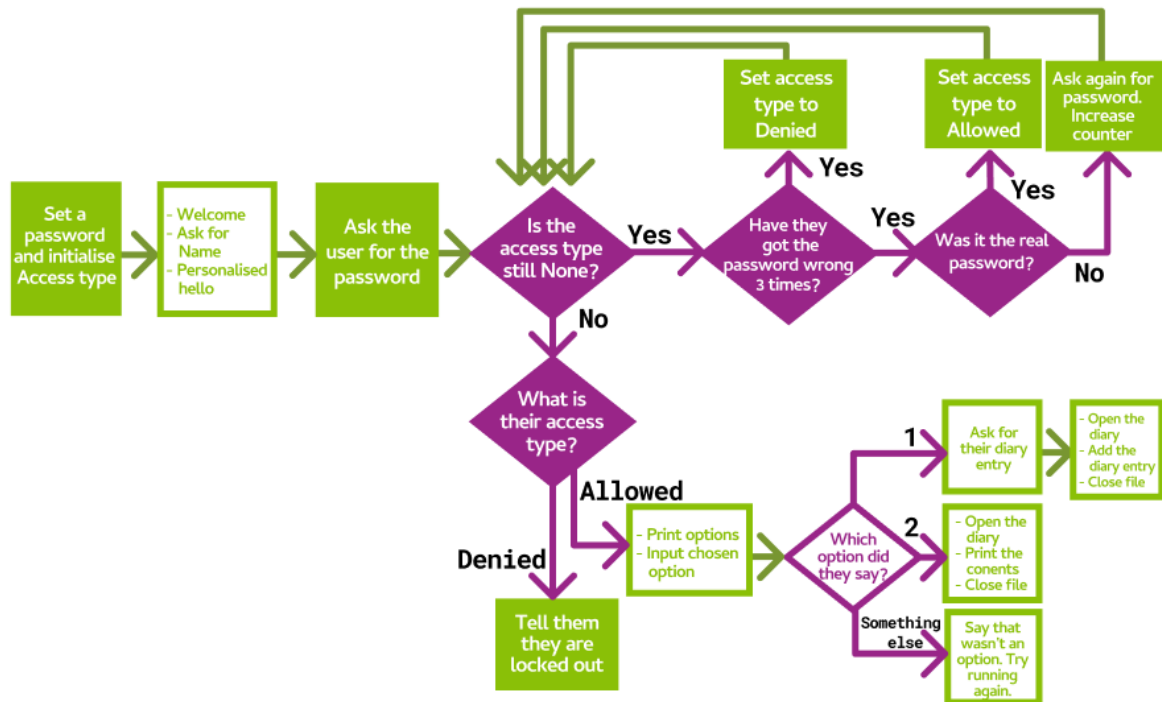 Set access
type to
Denied
Set access
type to
Allowed
Ask again for
password.
Increase
counter
Yes
Yes
Set a
password
and initialise
Access type
- Welcome
- Ask for
Name
- Personalised
hello
Ask the
user for the
password
Is the
access type
still None?
Yes
Have they
got the
password wrong
3 times?
Yes
Was it the real
password?
No
No
What is
their access
type?
Allowed
Denied
Tell them
they are
locked out
- Print options
- Input chosen
option
Which
option did
they say?
1
Ask for
their diary
entry
- Open the
diary
- Add the
diary entry
- Close file
2
- Open the
diary
- Print the
conents
- Close file
Something
else
Say that
wasn't an
option. Try
running
again.